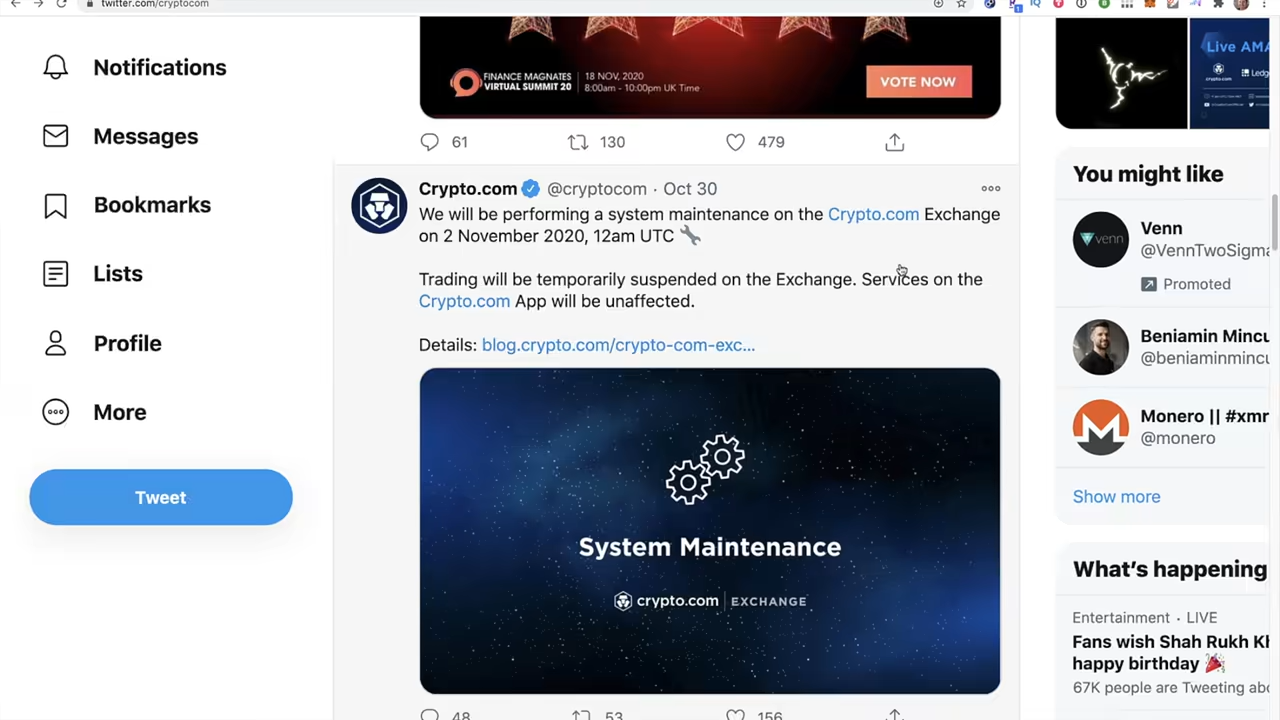 twitter.com/cryptocom
Notifications
Messages
Bookmarks
Lists
Profile
More
Tweet
FINANCE MAGNATES
VIRTUAL SUMMIT 20
18 NOV, 2020
8:00am - 10:00pm UK Time
VOTE NOW
61 130 479
Crypto.com @cryptocom · Oct 30
We will be performing a system maintenance on the Crypto.com Exchange
on 2 November 2020, 12am UTC
Trading will be temporarily suspended on the Exchange. Services on the
Crypto.com App will be unaffected.
Details: blog.crypto.com/crypto-com-exc...
System Maintenance
crypto.com | EXCHANGE
48 53 156
Live AMA
crypto.com
You might like
Venn
@VennTwoSigma
Promoted
Beniamin Mincu
@beniaminmincu
Monero || #xmr
@monero
Show more
What's happening
Entertainment · LIVE
Fans wish Shah Rukh Kh
happy birthday
67K people are Tweeting abo